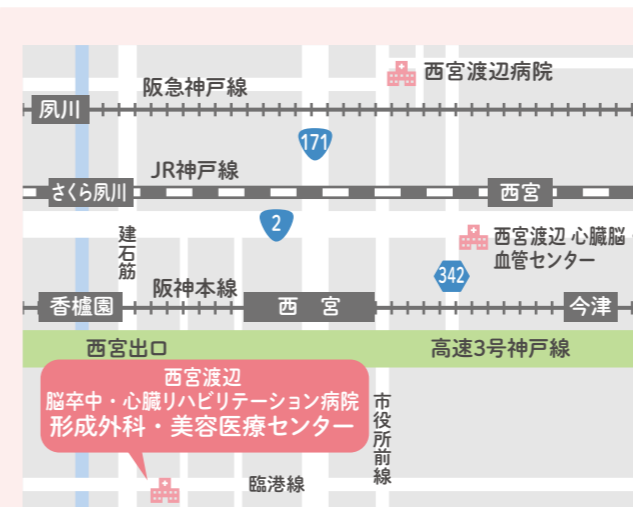 西宮渡辺病院
阪急神戸線
夙川
171
JR神戸線
さくら夙川
西宮
2
建石筋
西宮渡辺 心臓脳・
血管センター
342
阪神本線
香櫨園
西 宮
今津
西宮出口
高速3号神戸線
西宮渡辺
脳卒中・心臓リハビリテーション病院
形成外科・美容医療センター
市役所前線
臨港線